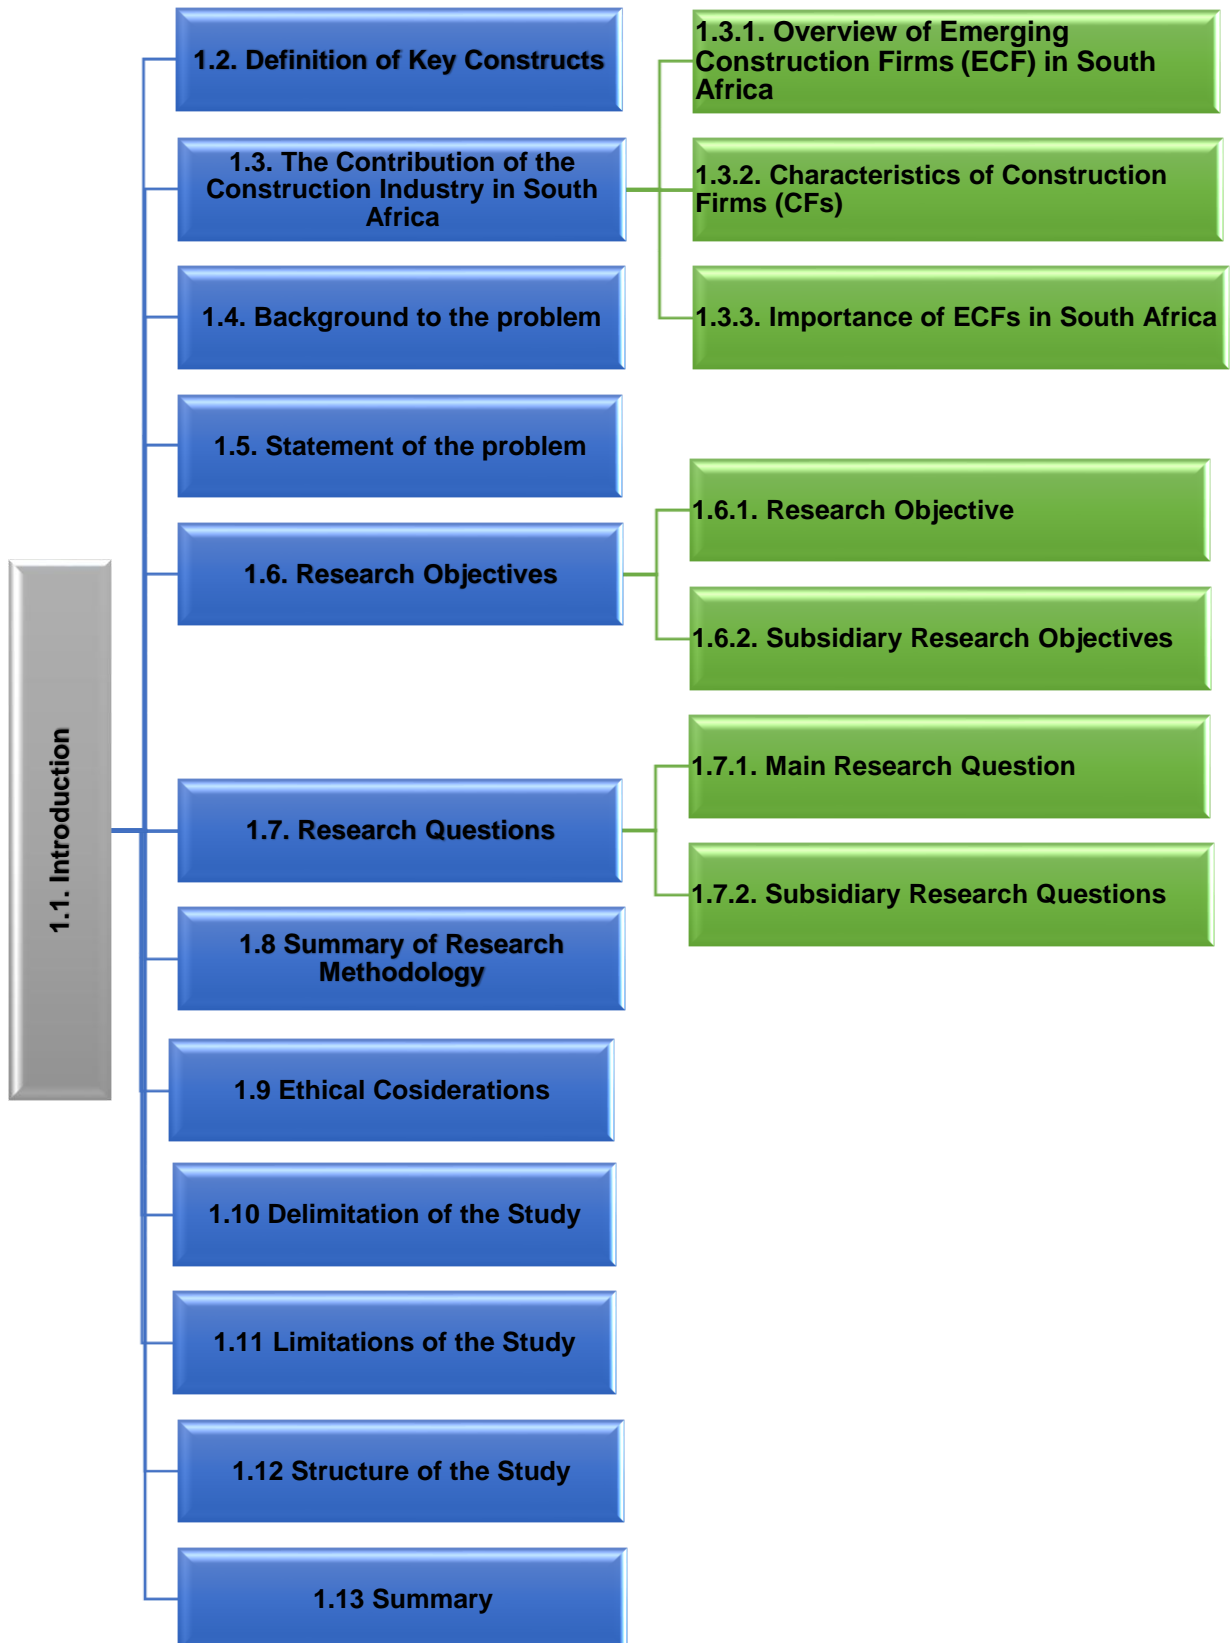 1.1. Introduction
1.2. Definition of Key Constructs
1.3. The Contribution of the
Construction Industry in South
Africa
1.3.1. Overview of Emerging
Construction Firms (ECF) in South
Africa
1.3.2. Characteristics of Construction
Firms (CFs)
1.3.3. Importance of ECFs in South Africa
1.4. Background to the problem
1.5. Statement of the problem
1.6. Research Objectives
1.6.1. Research Objective
1.6.2. Subsidiary Research Objectives
1.7. Research Questions
1.7.1. Main Research Question
1.7.2. Subsidiary Research Questions
1.8 Summary of Research
Methodology
1.9 Ethical Cosiderations
1.10 Delimitation of the Study
1.11 Limitations of the Study
1.12 Structure of the Study
1.13 Summary